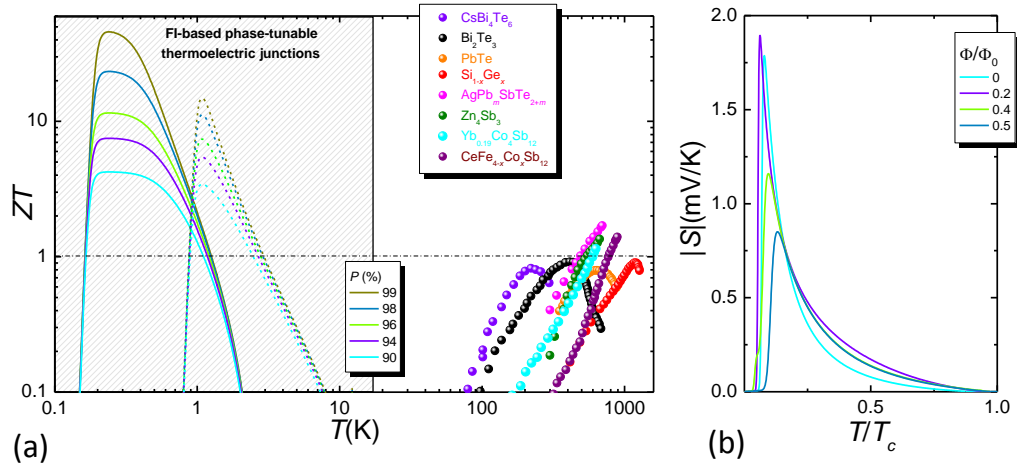 FI-based phase-tunable
thermoelectric junctions
ZT
10
1
0.1
P (%)
99
98
96
94
90
CsBi4Te6
Bi2Te3
PbTe
Si1-xGex
AgPbmSbTe2+m
Zn4Sb3
Yb0.19Co4Sb12
CeFe4-xCoxSb12
0.1
1
10
100
1000
T(K)
(a)
|S|(mV/K)
2.0
1.5
1.0
0.5
0.0
Φ/Φ0
0
0.2
0.4
0.5
0.5
1.0
T/Tc
(b)